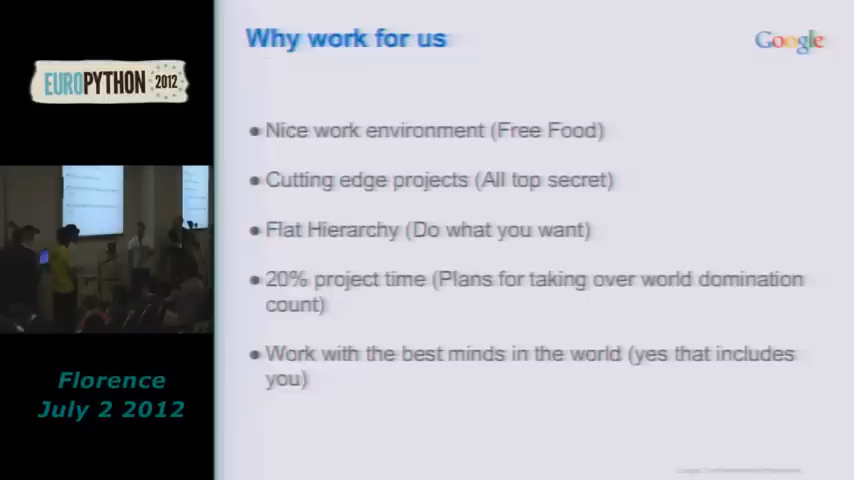 Why work for us
Google
EUROPYTHON 2012
● Nice work environment (Free Food)
● Cutting edge projects (All top secret)
● Flat Hierarchy (Do what you want)
● 20% project time (Plans for taking over world domination
count)
● Work with the best minds in the world (yes that includes
you)
Florence
July 2 2012